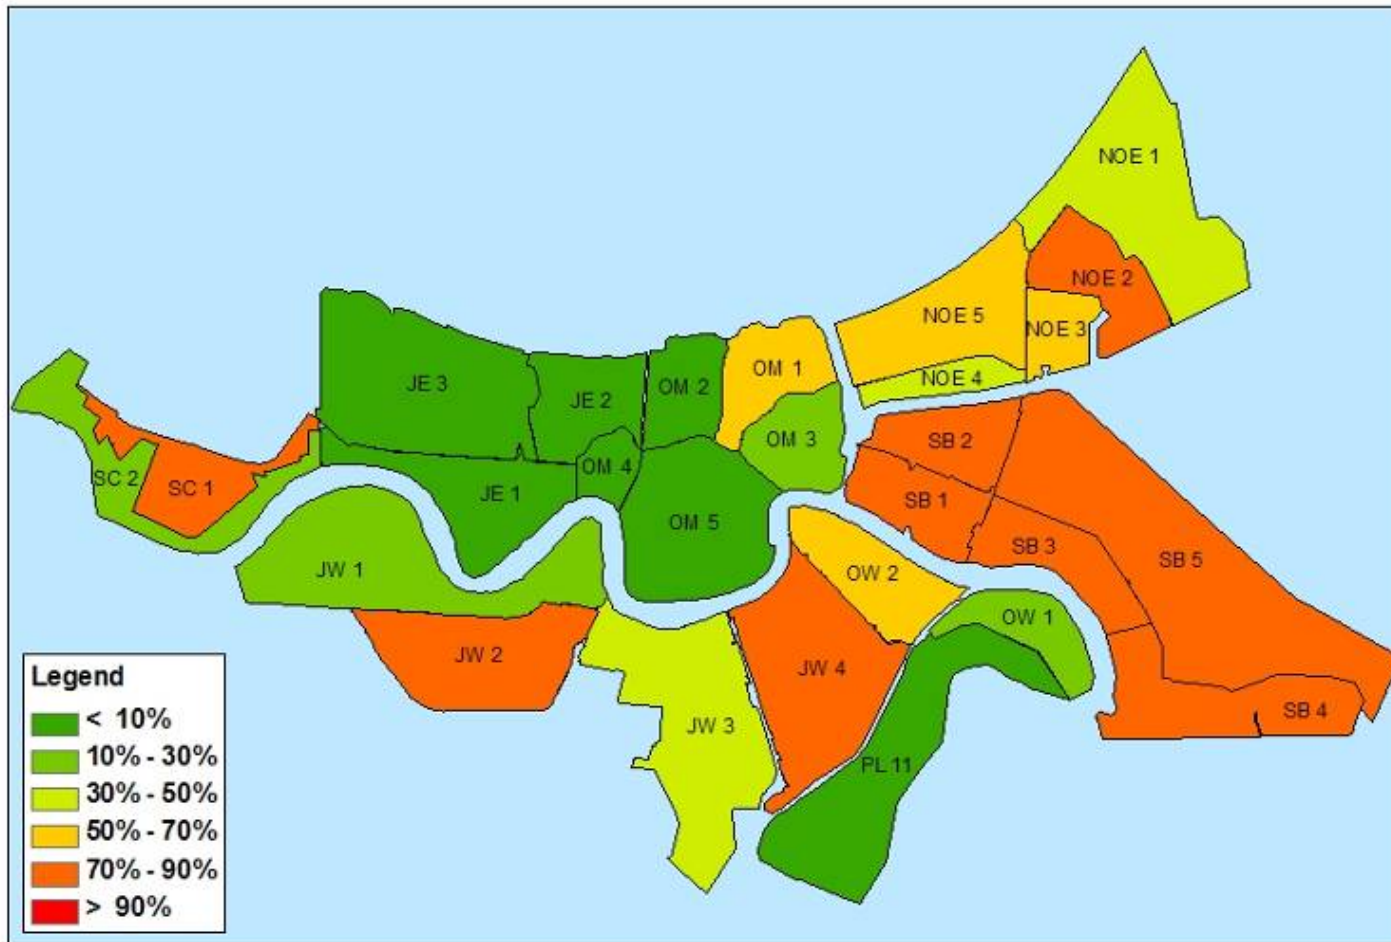 NOE 1
NOE 2
NOE 5
NOE 3
OM 1
NOE 4
JE 3
JE 2
OM 2
OM 3
SB 2
OM 4
SC 2
SC 1
JE 1
SB 1
OM 5
SB 3
SB 5
JW 1
OW 2
OW 1
JW 2
JW 4
Legend
< 10%
10% - 30%
30% - 50%
50% - 70%
70% - 90%
> 90%
SB 4
JW 3
PL 11